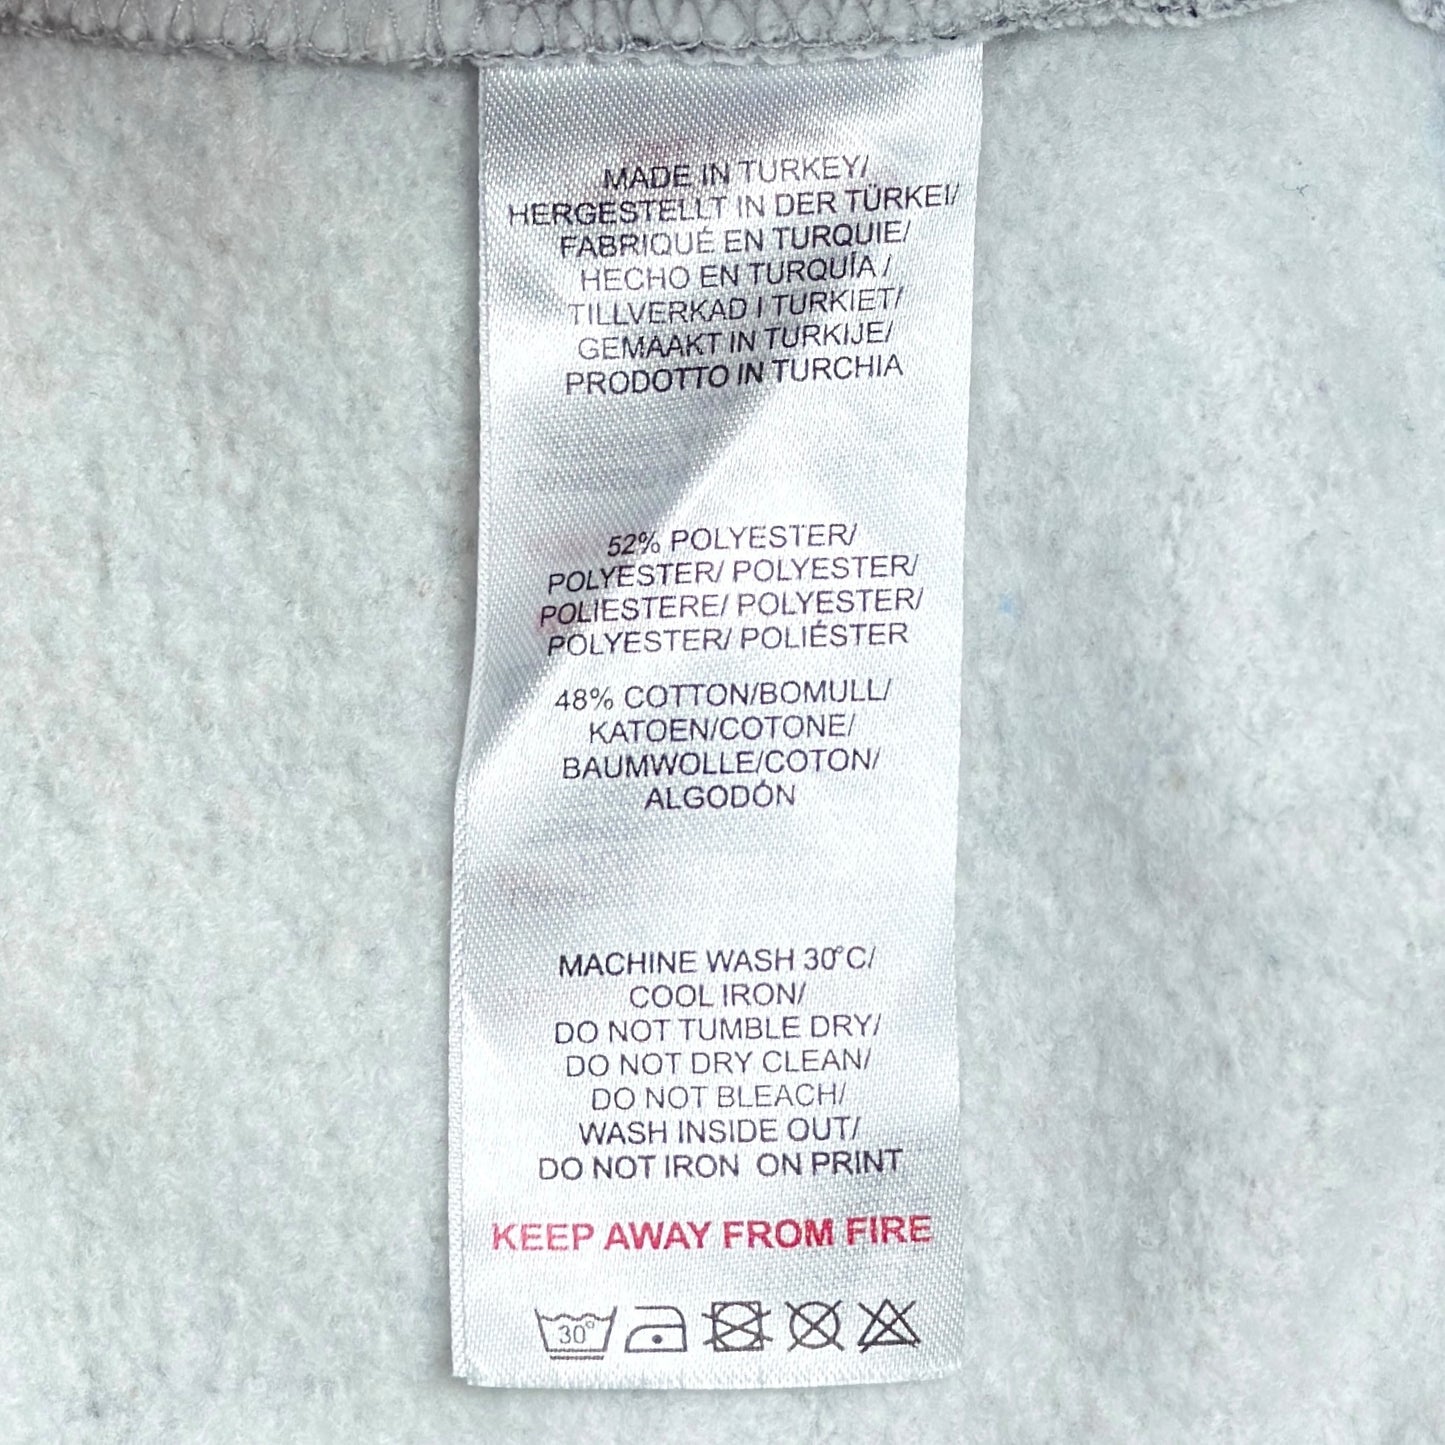 MADE IN TURKEY/
HERGESTELLT IN DER TÜRKEI/
FABRIQUÉ EN TURQUIE/
HECHO EN TURQUÍA /
TILLVERKAD I TURKIET/
GEMAAKT IN TURKIJE/
PRODOTTO IN TURCHIA
52% POLYESTER/
POLYESTER/ POLYESTER/
POLIESTERE/ POLYESTER/
POLYESTER/ POLIÉSTER
48% COTTON/BOMULL/
KATOEN/COTONE/
BAUMWOLLE/COTON/
ALGODÓN
MACHINE WASH 30°C/
COOL IRON/
DO NOT TUMBLE DRY/
DO NOT DRY CLEAN/
DO NOT BLEACH/
WASH INSIDE OUT/
DO NOT IRON ON PRINT
KEEP AWAY FROM FIRE
30°